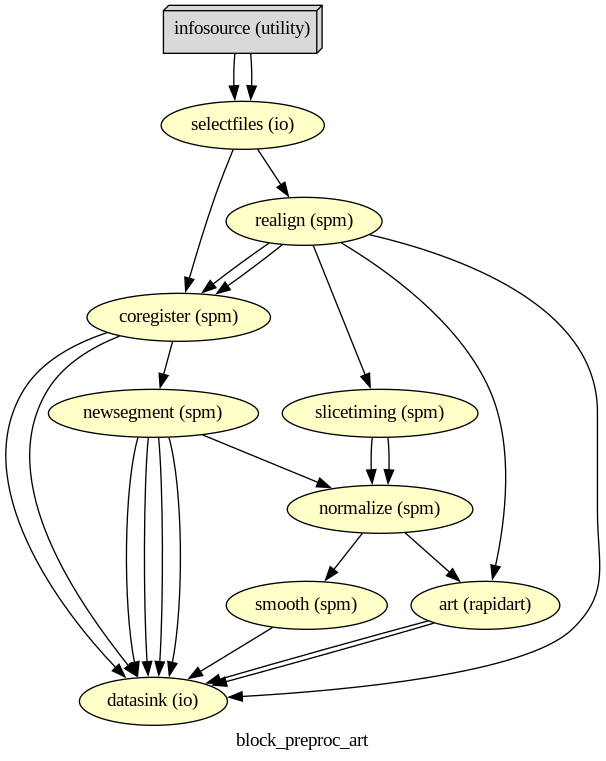 infosource (utility)
selectfiles (io)
realign (spm)
coregister (spm)
newsegment (spm)
slicetiming (spm)
normalize (spm)
smooth (spm)
art (rapidart)
datasink (io)
block_preproc_art